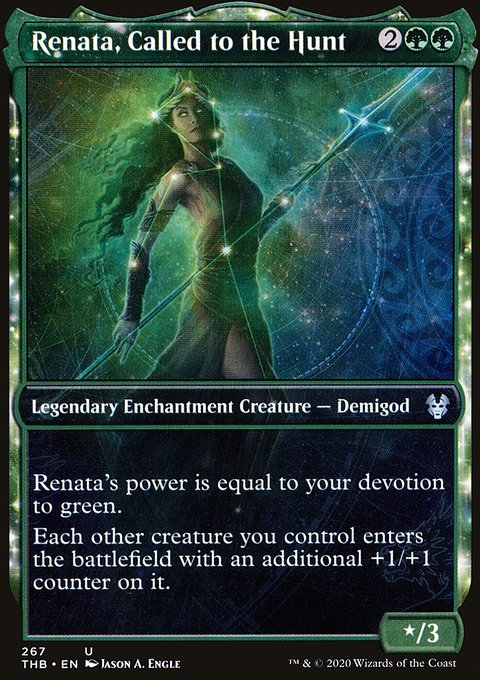 Renata, Called to the Hunt 2
Legendary Enchantment Creature — Demigod
Renata's power is equal to your devotion
to green.
Each other creature you control enters
the battlefield with an additional +1/+1
counter on it.
★/3
267 U
THB • EN Jason A. Engle
™ & © 2020 Wizards of the Coast